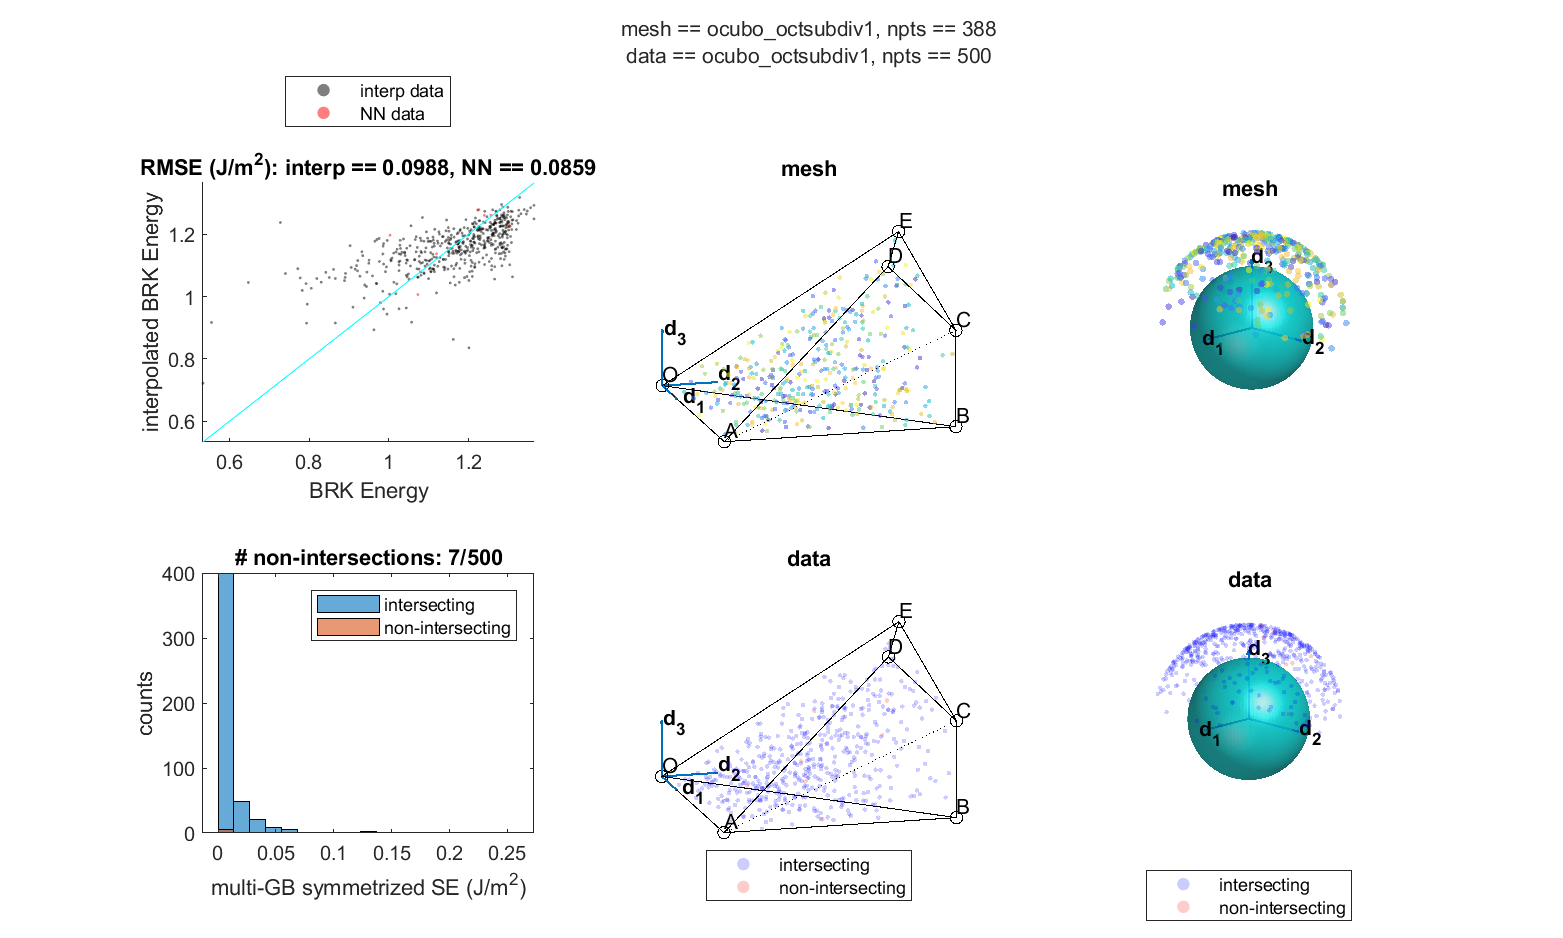 mesh == ocubo_octsubdiv1, npts == 388
data == ocubo_octsubdiv1, npts == 500
interp data
NN data
RMSE (J/m2): interp == 0.0988, NN == 0.0859
interpolated BRK Energy
1.2
1
0.8
0.6
0.6 0.8 1 1.2
BRK Energy
mesh
E
D
C
d3
O
d2
d1
B
A
mesh
d3
d1
d2
# non-intersections: 7/500
counts
400
300
200
100
0
intersecting
non-intersecting
0 0.05 0.1 0.15 0.2 0.25
multi-GB symmetrized SE (J/m2)
data
E
D
C
d3
O
d2
d1
B
A
intersecting
non-intersecting
data
d3
d1
d2
intersecting
non-intersecting